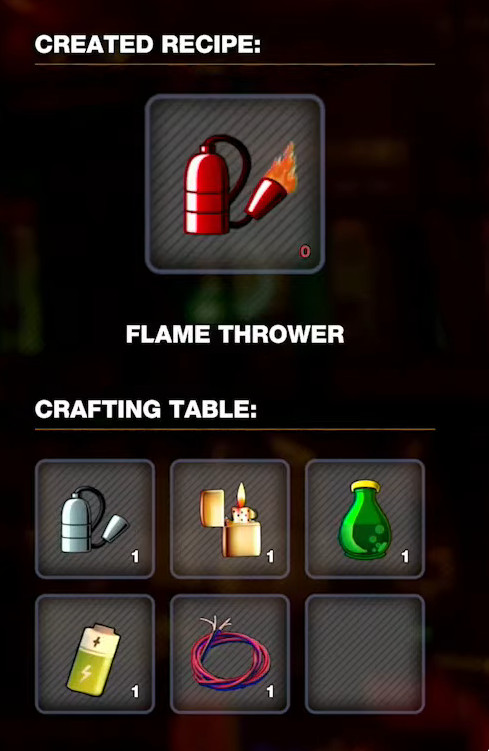 CREATED RECIPE:
0
FLAME THROWER
CRAFTING TABLE:
1 1 1
1 1